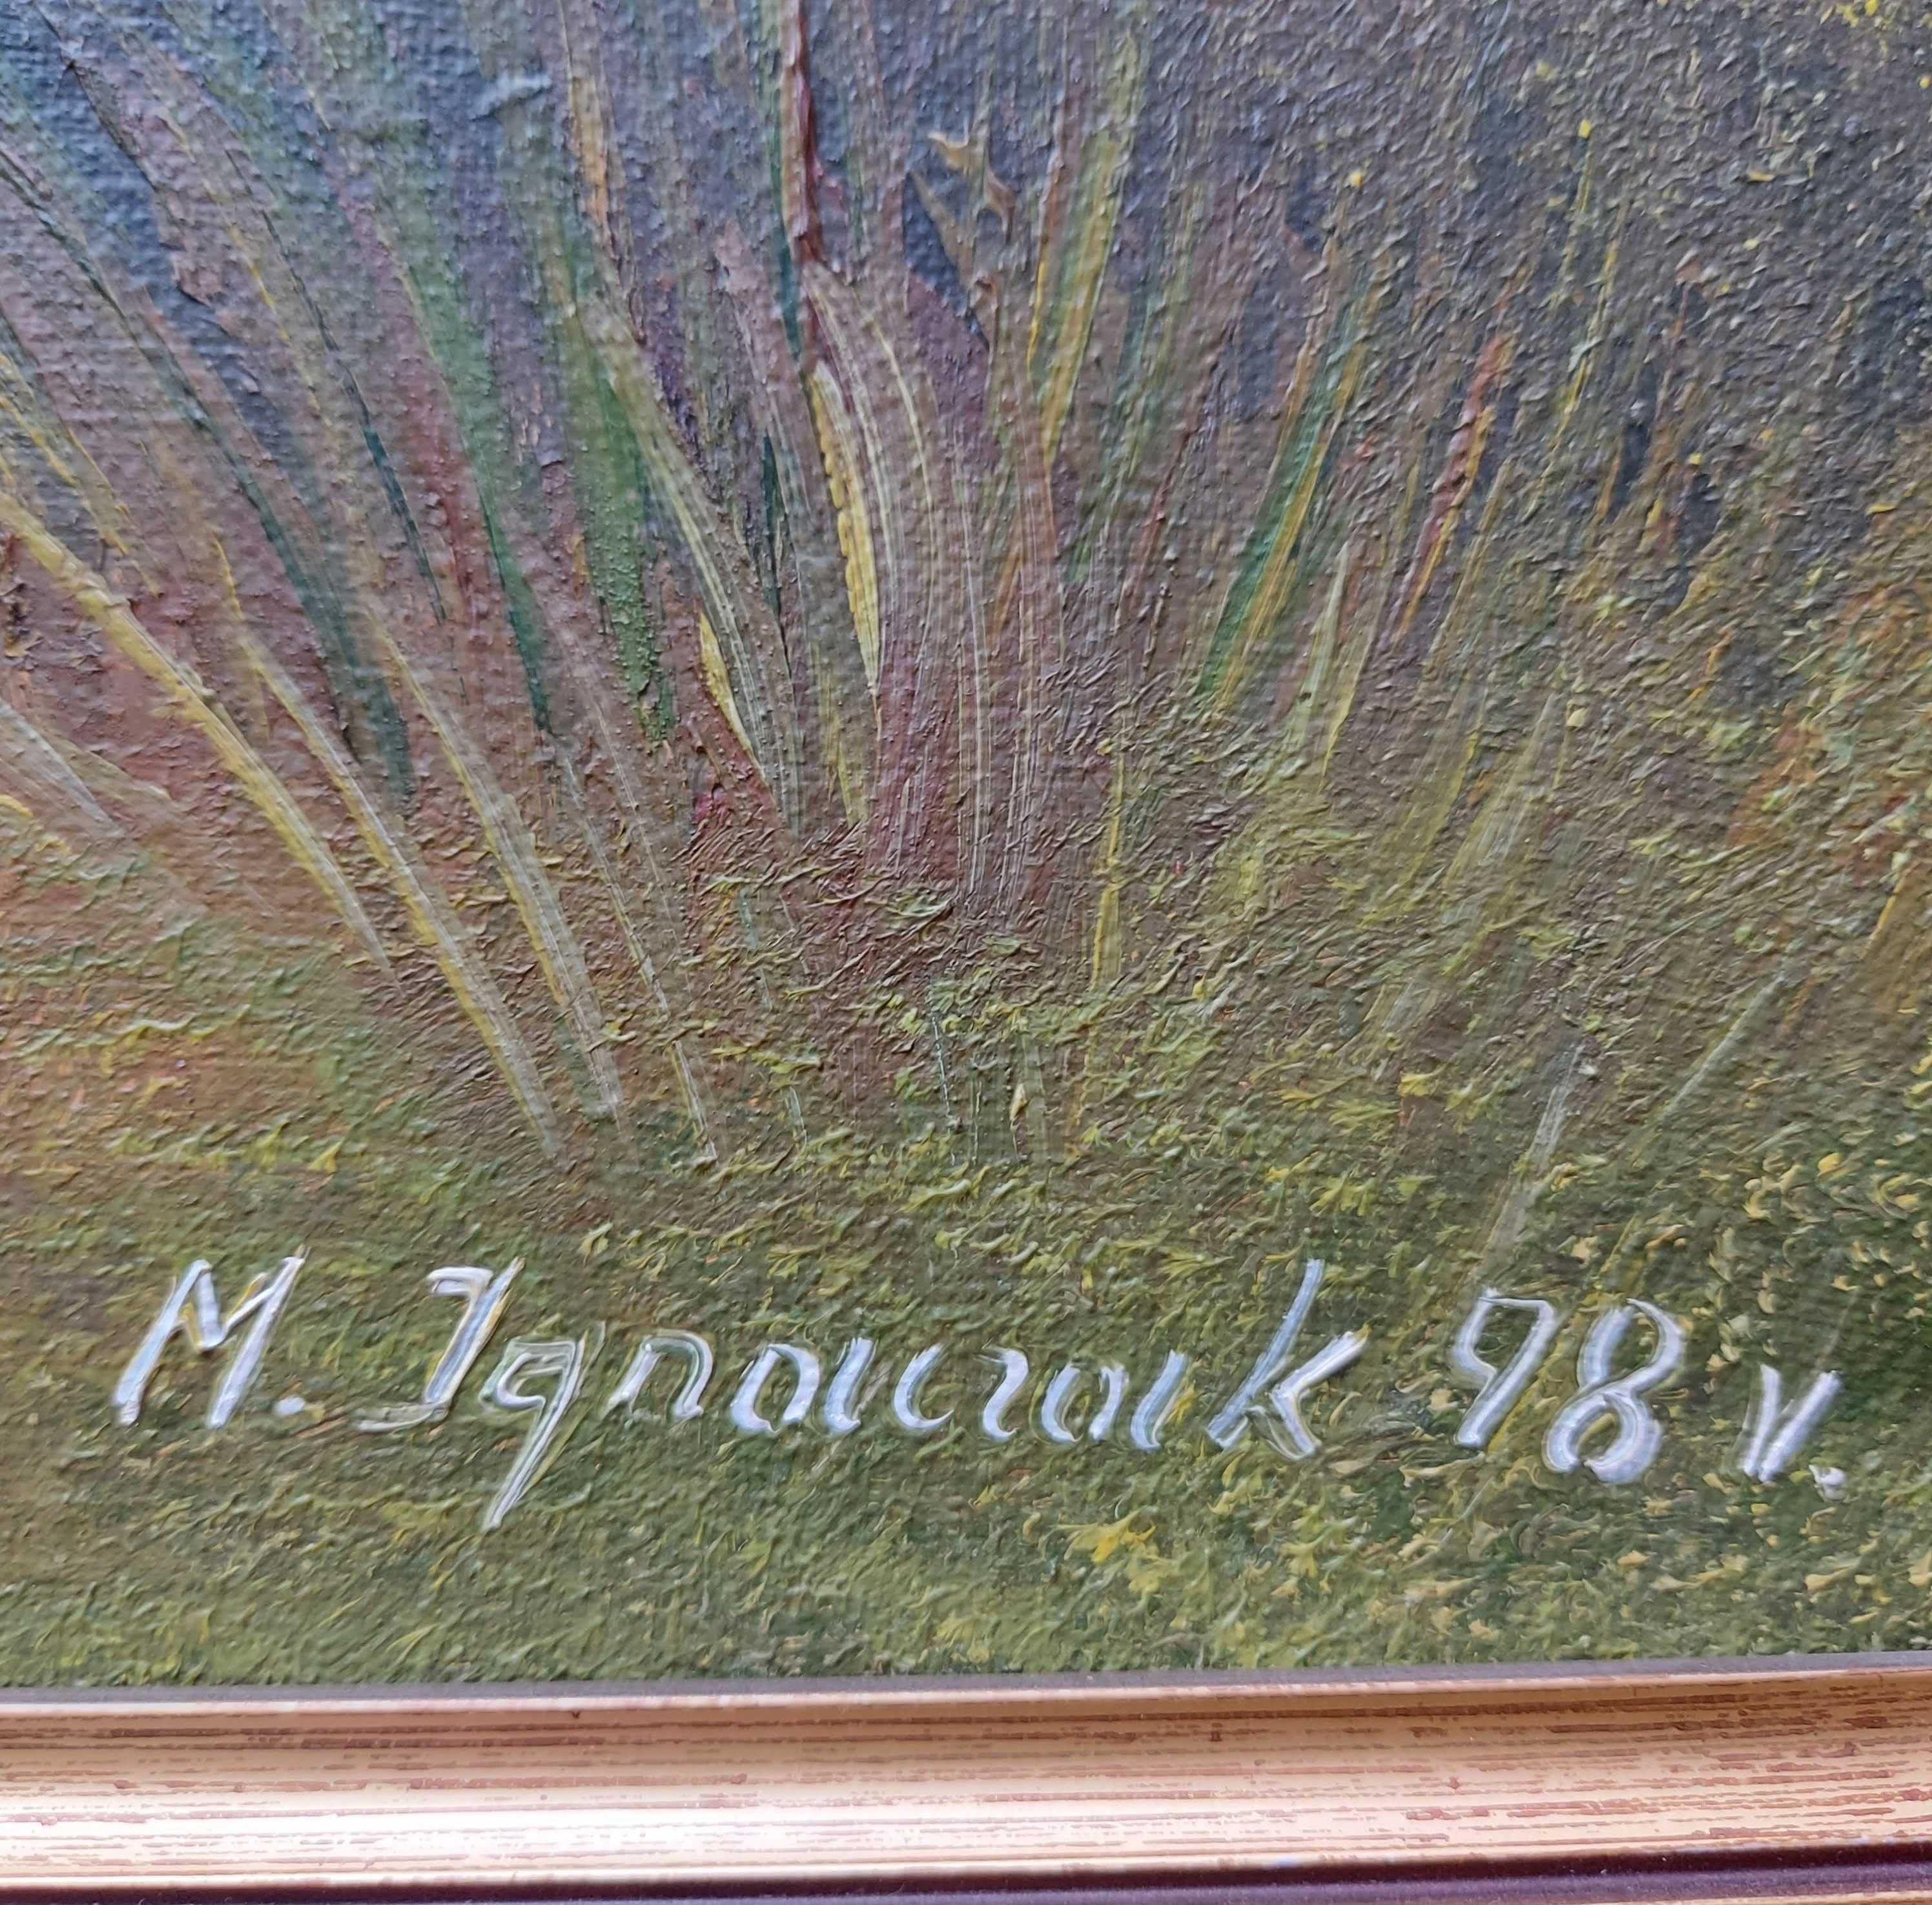 M. Ignaczak 98 r.